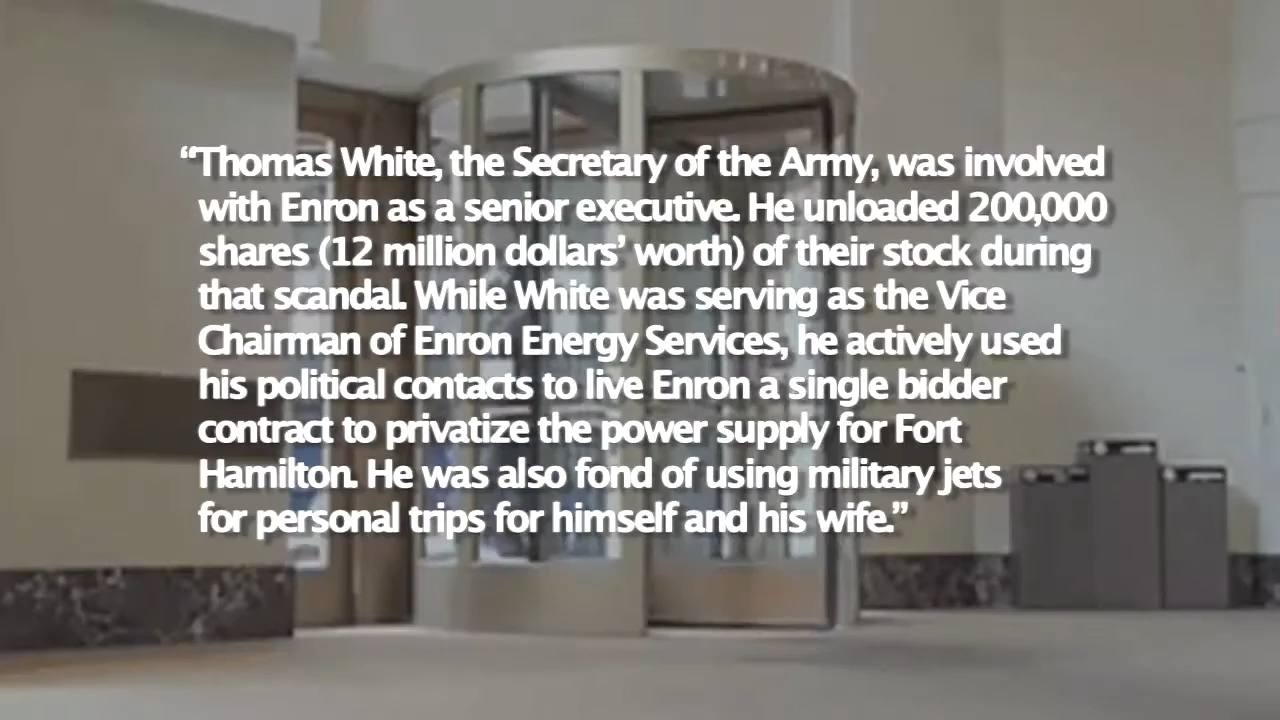 “Thomas White, the Secretary of the Army, was involved
with Enron as a senior executive. He unloaded 200,000
shares (12 million dollars’ worth) of their stock during
that scandal. While White was serving as the Vice
Chairman of Enron Energy Services, he actively used
his political contacts to live Enron a single bidder
contract to privatize the power supply for Fort
Hamilton. He was also fond of using military jets
for personal trips for himself and his wife.”